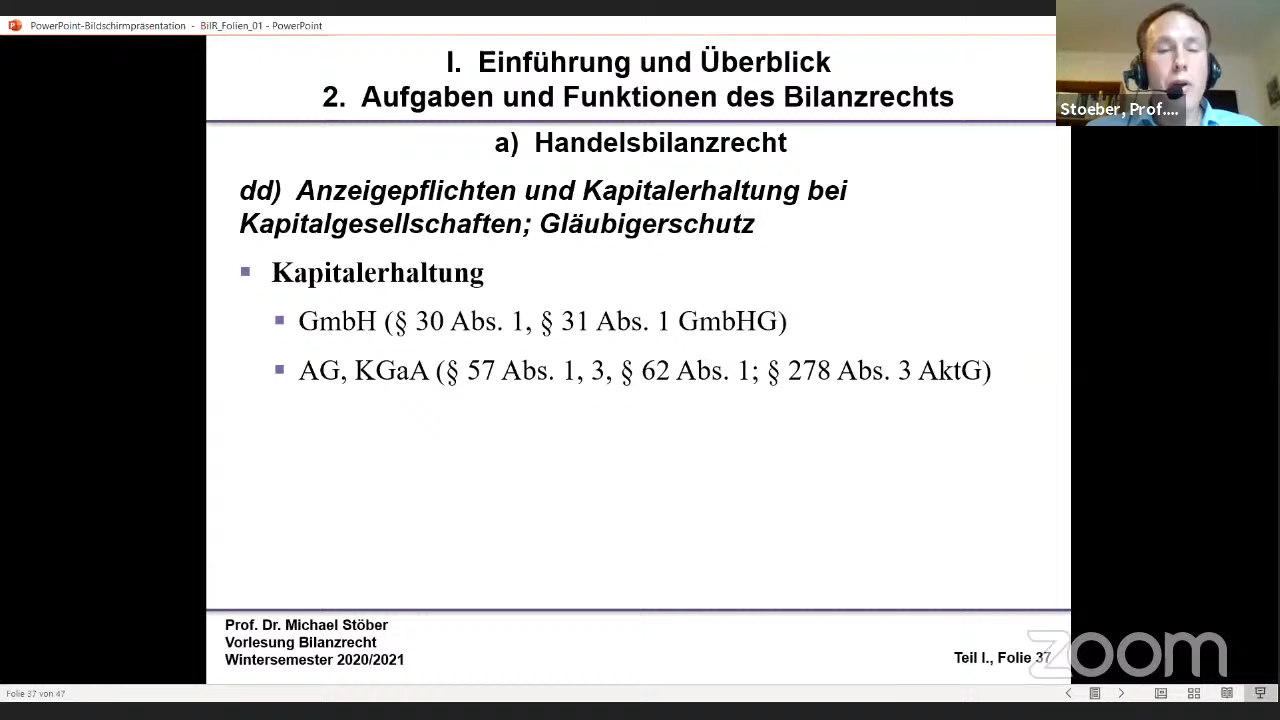 PowerPoint-Bildschirmpräsentation - BilR_Folien_01 - PowerPoint
I. Einführung und Überblick
2. Aufgaben und Funktionen des Bilanzrechts
Stoeber, Prof....
a) Handelsbilanzrecht
dd) Anzeigepflichten und Kapitalerhaltung bei
Kapitalgesellschaften; Gläubigerschutz
Kapitalerhaltung
GmbH (§ 30 Abs. 1, § 31 Abs. 1 GmbHG)
AG, KGaA (§ 57 Abs. 1, 3, § 62 Abs. 1; § 278 Abs. 3 AktG)
Prof. Dr. Michael Stöber
Vorlesung Bilanzrecht
Wintersemester 2020/2021
Teil I., Folie 37
zoom
Folie 37 von 47